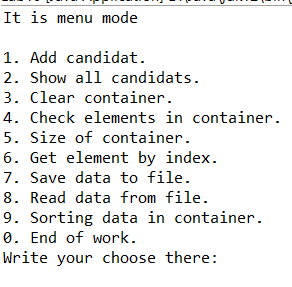 It is menu mode
1. Add candidat.
2. Show all candidats.
3. Clear container.
4. Check elements in container.
5. Size of container.
6. Get element by index.
7. Save data to file.
8. Read data from file.
9. Sorting data in container.
0. End of work.
Write your choose there: